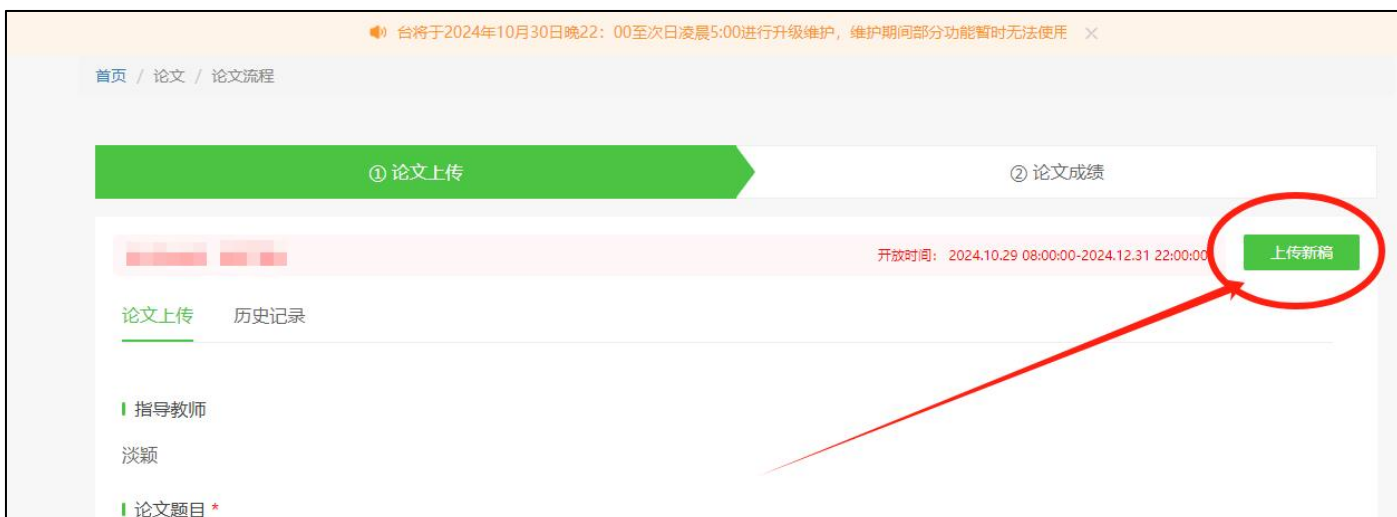 台将于2024年10月30日晚22：00至次日凌晨5:00进行升级维护，维护期间部分功能暂时无法使用
首页 / 论文 / 论文流程
① 论文上传
② 论文成绩
开放时间： 2024.10.29 08:00:00-2024.12.31 22:00:00
上传新稿
论文上传 历史记录
指导教师
淡颖
论文题目 *